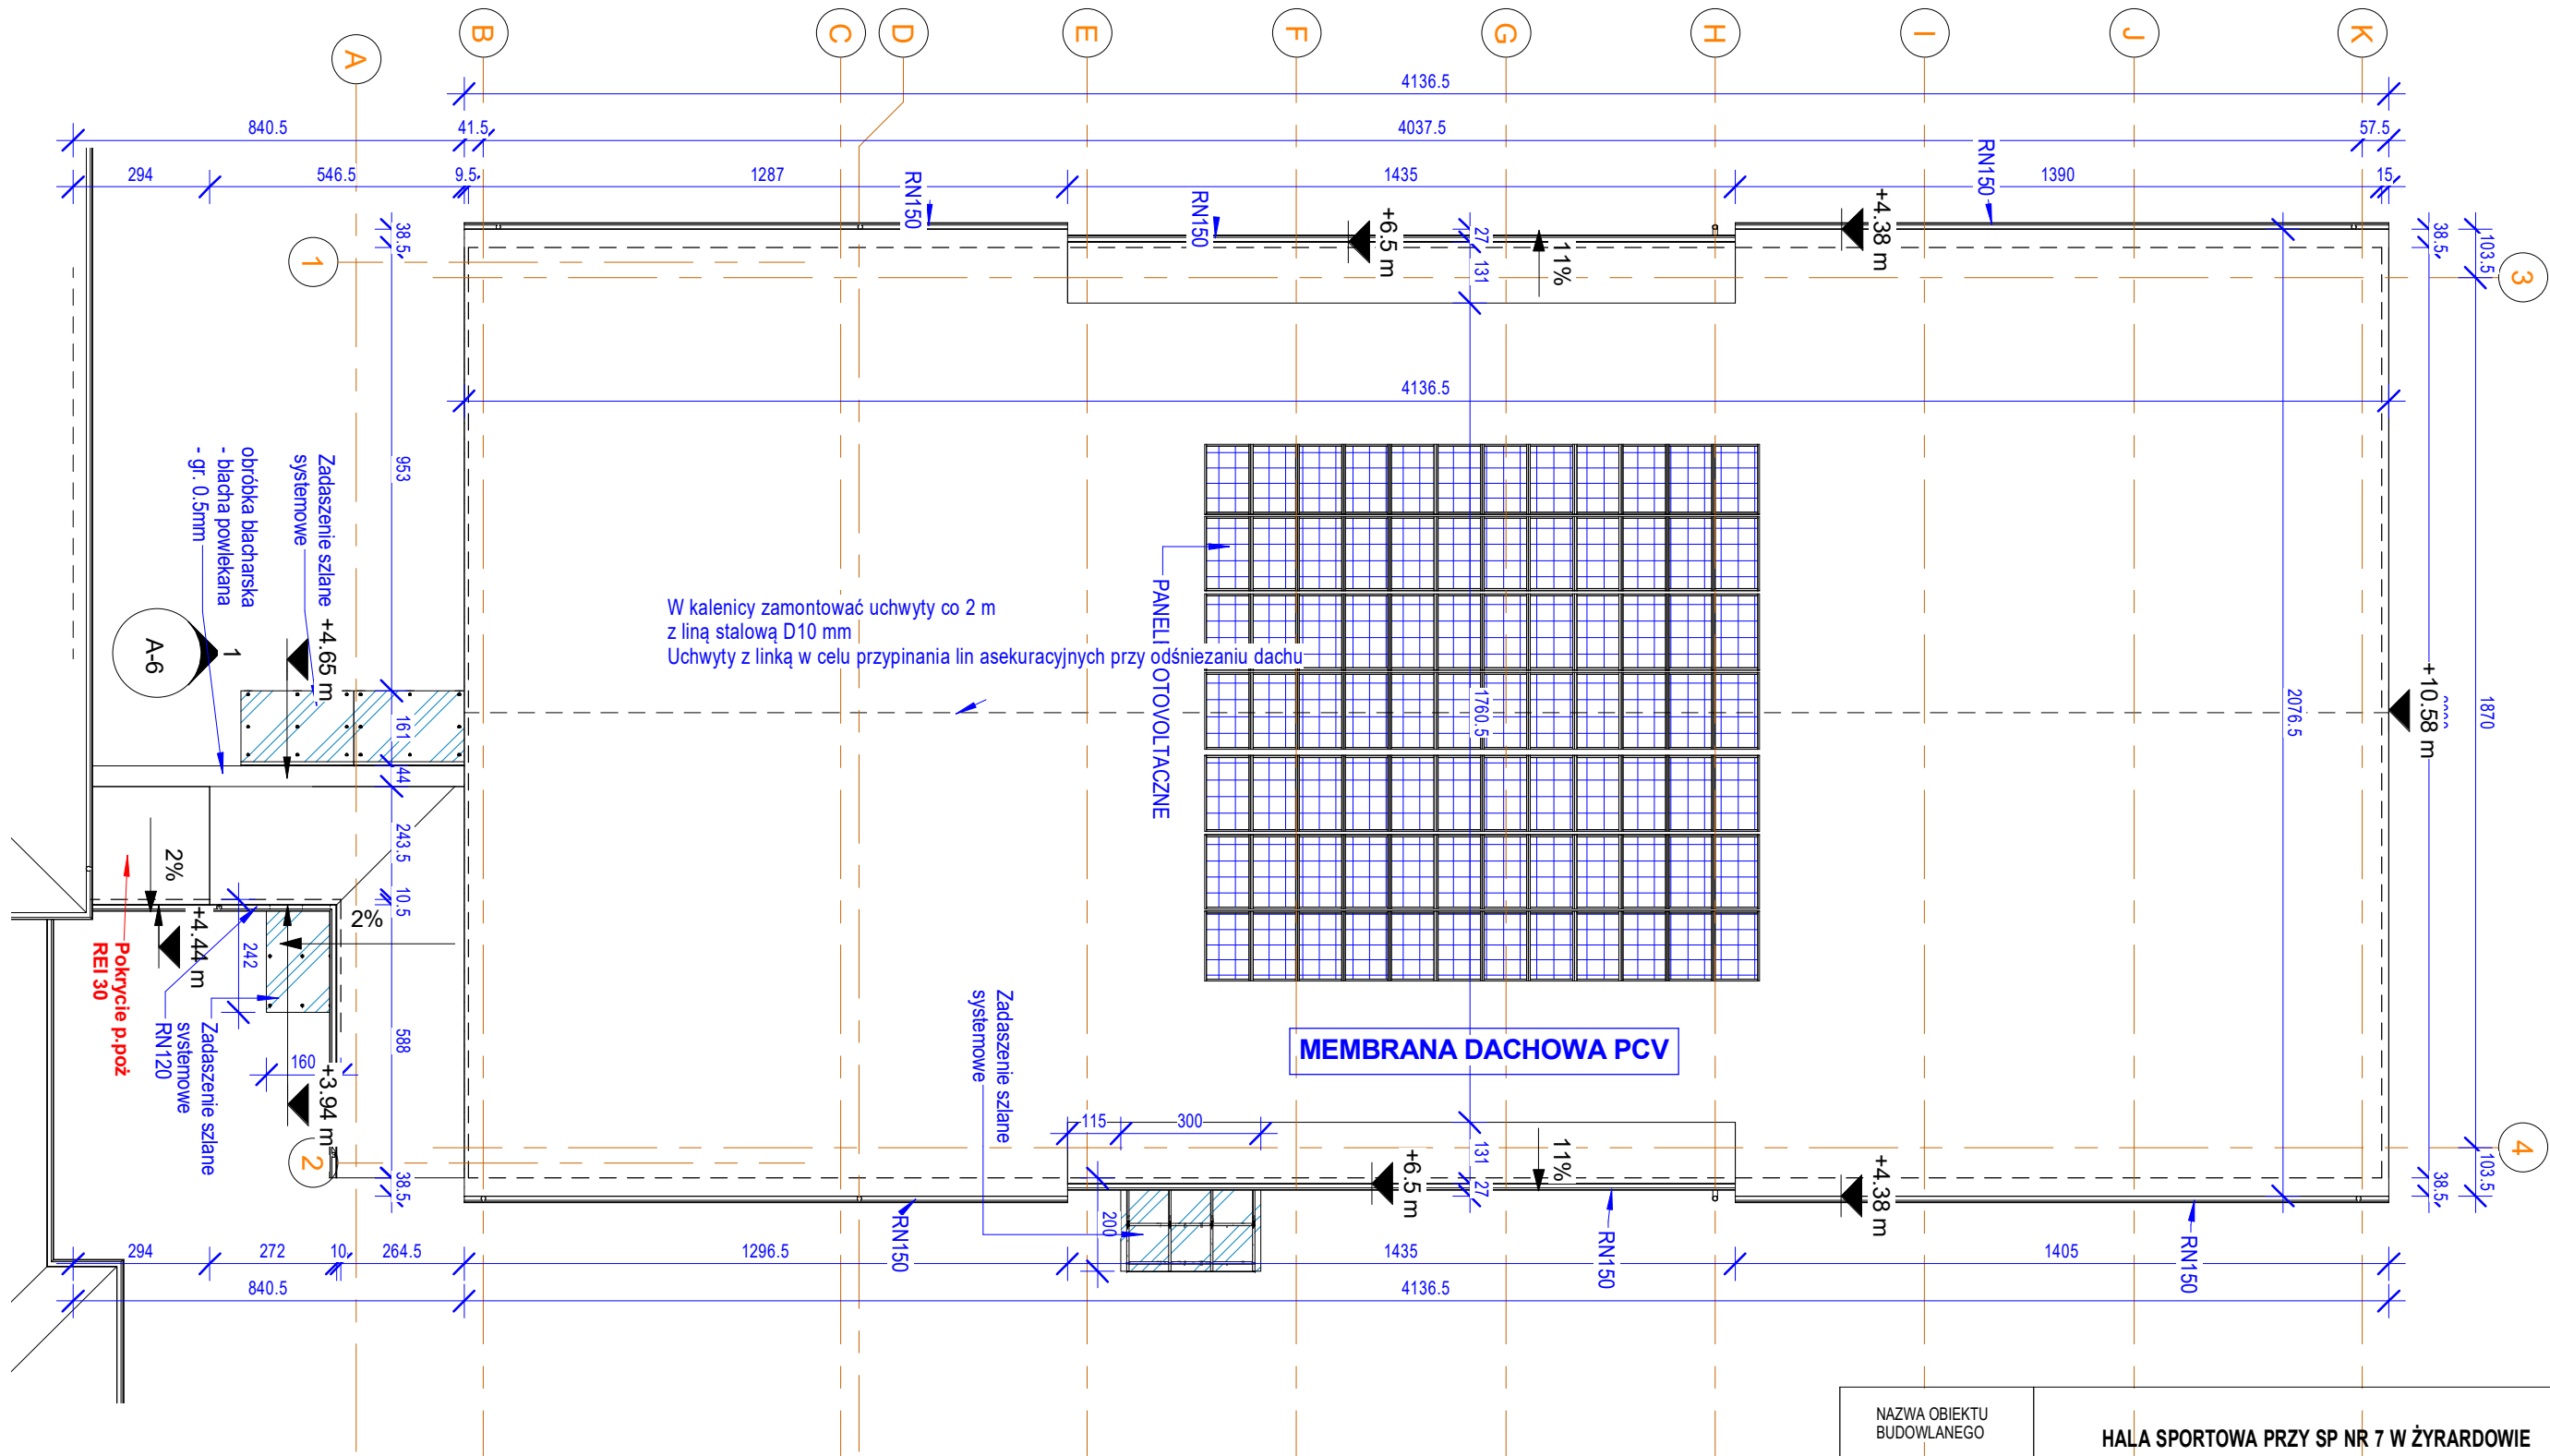 A
B
C
D
E
F
G
H
I
J
K
4136.5
840.5
41.5
4037.5
57.5
294
546.5
9.5
1287
1435
1390
15
RN150
RN150
RN150
+6.5 m
+4.38 m
11%
27
131
38.5
38.5
103.5
1
3
4136.5
953
obróbka blacharska
- blacha powlekana
- gr. 0.5mm
Zadaszenie szlane
systemowe
+4.65 m
A-6
1
161
44
W kalenicy zamontować uchwyty co 2 m
z liną stalową D10 mm
Uchwyty z linką w celu przypinania lin asekuracyjnych przy odśniezaniu dachu
1760.5
2076.5
+10.58 m
1870
243.5
10.5
2%
2%
+4.44 m
242
Pokrycie p.poż
REI 30
Zadaszenie szlane
systemowe
RN120
160
+3.94 m
588
2
38.5
Zadaszenie szlane
systemowe
MEMBRANA DACHOWA PCV
115
300
200
131
27
11%
+6.5 m
+4.38 m
38.5
103.5
4
RN150
RN150
RN150
294
272
10
264.5
1296.5
1435
1405
840.5
4136.5
NAZWA OBIEKTU
BUDOWLANEGO
HALA SPORTOWA PRZY SP NR 7 W ŻYRARDOWIE